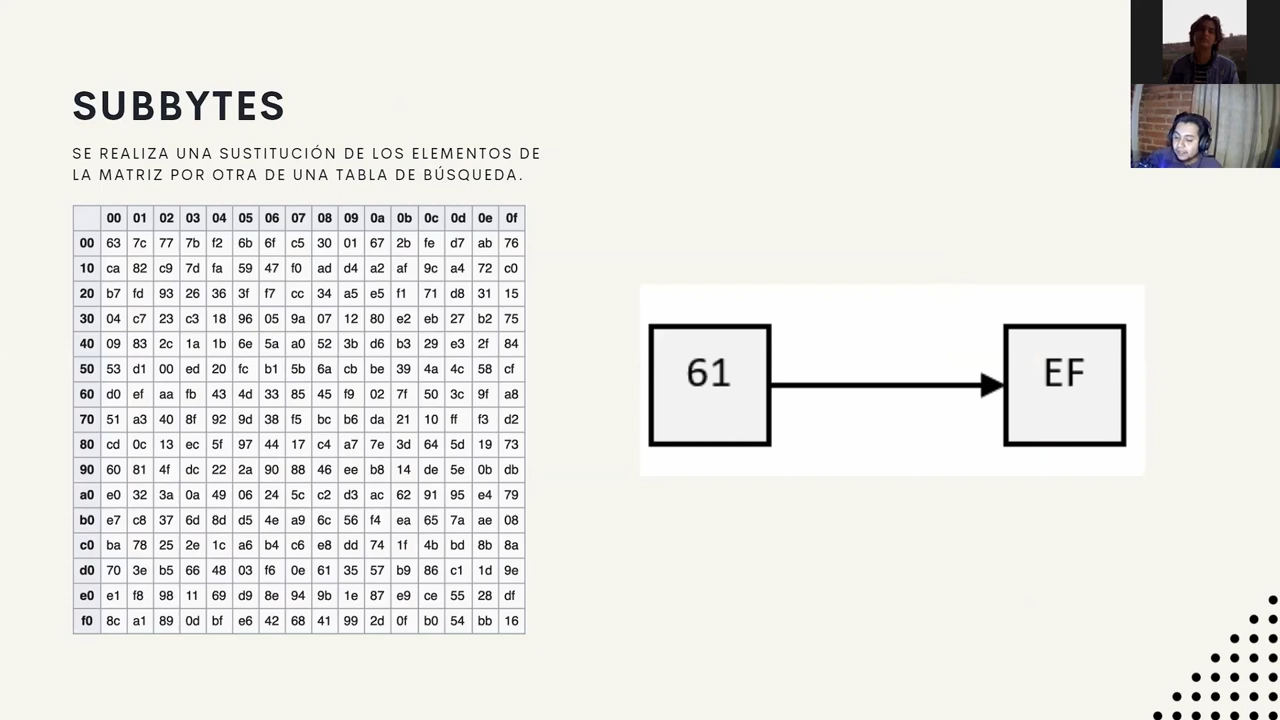 SUBBYTES
SE REALIZA UNA SUSTITUCIÓN DE LOS ELEMENTOS DE
LA MATRIZ POR OTRA DE UNA TABLA DE BÚSQUEDA.
00 01 02 03 04 05 06 07 08 09 0a 0b 0c 0d 0e 0f
00 63 7c 77 7b f2 6b 6f c5 30 01 67 2b fe d7 ab 76
10 ca 82 c9 7d fa 59 47 f0 ad d4 a2 af 9c a4 72 c0
20 b7 fd 93 26 36 3f f7 cc 34 a5 e5 f1 71 d8 31 15
30 04 c7 23 c3 18 96 05 9a 07 12 80 e2 eb 27 b2 75
40 09 83 2c 1a 1b 6e 5a a0 52 3b d6 b3 29 e3 2f 84
50 53 d1 00 ed 20 fc b1 5b 6a cb be 39 4a 4c 58 cf
60 d0 ef aa fb 43 4d 33 85 45 f9 02 7f 50 3c 9f a8
70 51 a3 40 8f 92 9d 38 f5 bc b6 da 21 10 ff f3 d2
80 cd 0c 13 ec 5f 97 44 17 c4 a7 7e 3d 64 5d 19 73
90 60 81 4f dc 22 2a 90 88 46 ee b8 14 de 5e 0b db
a0 e0 32 3a 0a 49 06 24 5c c2 d3 ac 62 91 95 e4 79
b0 e7 c8 37 6d 8d d5 4e a9 6c 56 f4 ea 65 7a ae 08
c0 ba 78 25 2e 1c a6 b4 c6 e8 dd 74 1f 4b bd 8b 8a
d0 70 3e b5 66 48 03 f6 0e 61 35 57 b9 86 c1 1d 9e
e0 e1 f8 98 11 69 d9 8e 94 9b 1e 87 e9 ce 55 28 df
f0 8c a1 89 0d bf e6 42 68 41 99 2d 0f b0 54 bb 16
61
EF